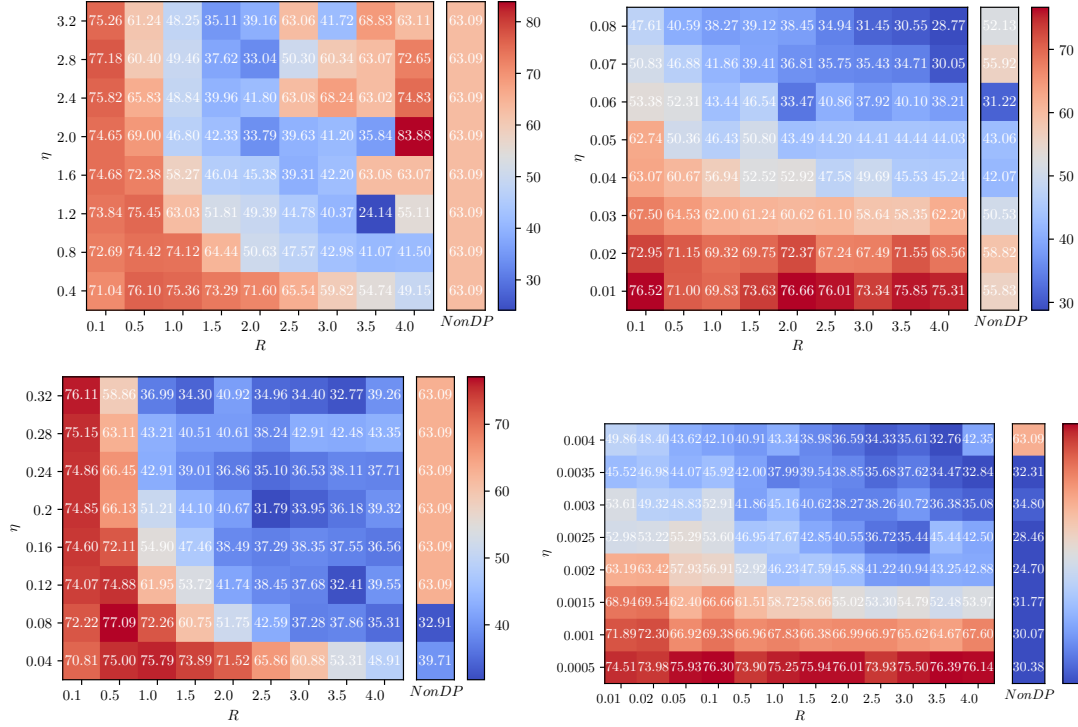 3.2 75.26 61.24 48.25 35.11 39.16 63.06 41.72 68.83 63.11 63.09
2.8 77.18 60.40 49.46 37.62 33.04 50.30 60.34 63.07 72.65 63.09
2.4 75.82 65.83 48.84 39.96 41.80 63.08 68.24 63.02 74.83 63.09
2.0 74.65 69.00 46.80 42.33 33.79 39.63 41.20 35.84 83.88 63.09
1.6 74.68 72.38 58.27 46.04 45.38 39.31 42.20 63.08 63.07 63.09
1.2 73.84 75.45 63.03 51.81 49.39 44.78 40.37 24.14 55.11 63.09
0.8 72.69 74.42 74.12 64.44 50.63 47.57 42.98 41.07 41.50 63.09
0.4 71.04 76.10 75.36 73.29 71.60 65.54 59.82 54.74 49.15 63.09
0.1 0.5 1.0 1.5 2.0 2.5 3.0 3.5 4.0 NonDP
R
η
80
70
60
50
40
30
0.08 47.61 40.59 38.27 39.12 38.45 34.94 31.45 30.55 28.77 52.13
0.07 50.83 46.88 41.86 39.41 36.81 35.75 35.43 34.71 30.05 55.92
0.06 53.38 52.31 43.44 46.54 33.47 40.86 37.92 40.10 38.21 31.22
0.05 62.74 50.36 46.43 50.80 43.49 49.20 44.41 44.44 44.03 43.06
0.04 63.07 60.67 56.94 52.52 52.92 47.58 49.69 45.53 45.24 42.07
0.03 67.50 64.53 62.00 61.24 60.62 61.10 58.64 58.35 62.20 50.53
0.02 72.95 71.15 69.32 69.75 72.37 67.24 67.49 71.55 68.56 58.82
0.01 76.52 71.00 69.83 73.63 76.66 76.01 73.34 75.85 75.31 55.83
0.1 0.5 1.0 1.5 2.0 2.5 3.0 3.5 4.0 NonDP
R
η
70
60
50
40
30
0.32 76.11 58.86 36.99 34.30 40.92 34.96 34.40 32.77 39.26 63.09
0.28 75.15 63.11 43.21 40.51 40.61 38.24 42.91 42.48 43.35 63.09
0.24 74.86 66.45 42.91 39.01 36.86 35.10 36.53 38.11 37.71 63.09
0.2 74.85 66.13 51.21 44.10 40.67 31.79 33.95 36.18 39.32 63.09
0.16 74.60 72.11 54.90 47.46 38.49 37.29 38.35 37.55 36.56 63.09
0.12 74.07 74.88 61.95 53.72 41.74 38.45 37.68 32.41 39.55 63.09
0.08 72.22 77.09 72.26 60.75 51.75 42.59 37.28 37.86 35.31 32.91
0.04 70.81 75.00 75.79 73.89 71.52 65.86 60.88 53.31 48.91 39.71
0.1 0.5 1.0 1.5 2.0 2.5 3.0 3.5 4.0 NonDP
R
η
70
60
50
40
0.004 49.86 48.40 43.62 42.10 40.91 43.34 38.98 36.59 34.33 35.61 32.76 42.35 63.09
0.0035 45.52 46.98 44.07 45.92 42.00 37.99 39.54 38.85 35.68 37.62 34.47 32.84 32.31
0.003 53.61 49.32 48.83 52.91 41.86 45.16 40.62 38.27 38.26 40.72 36.38 35.08 34.80
0.0025 52.98 53.22 55.29 53.60 46.95 47.67 42.85 40.55 36.72 35.44 44.44 42.50 28.46
0.002 63.19 63.42 57.93 56.91 52.92 46.23 47.59 45.88 41.22 40.94 43.25 42.88 24.70
0.0015 68.94 69.54 62.40 66.66 61.51 58.72 58.66 55.02 53.30 54.79 52.48 53.97 31.77
0.001 71.89 72.30 66.92 69.38 66.96 67.83 66.38 66.99 66.97 65.62 64.67 67.60 30.07
0.0005 74.51 73.98 75.93 76.30 73.90 75.25 75.94 76.01 73.93 75.50 76.39 76.14 30.38
0.01 0.02 0.05 0.1 0.5 1.0 1.5 2.0 2.5 3.0 3.5 4.0 NonDP
R
η